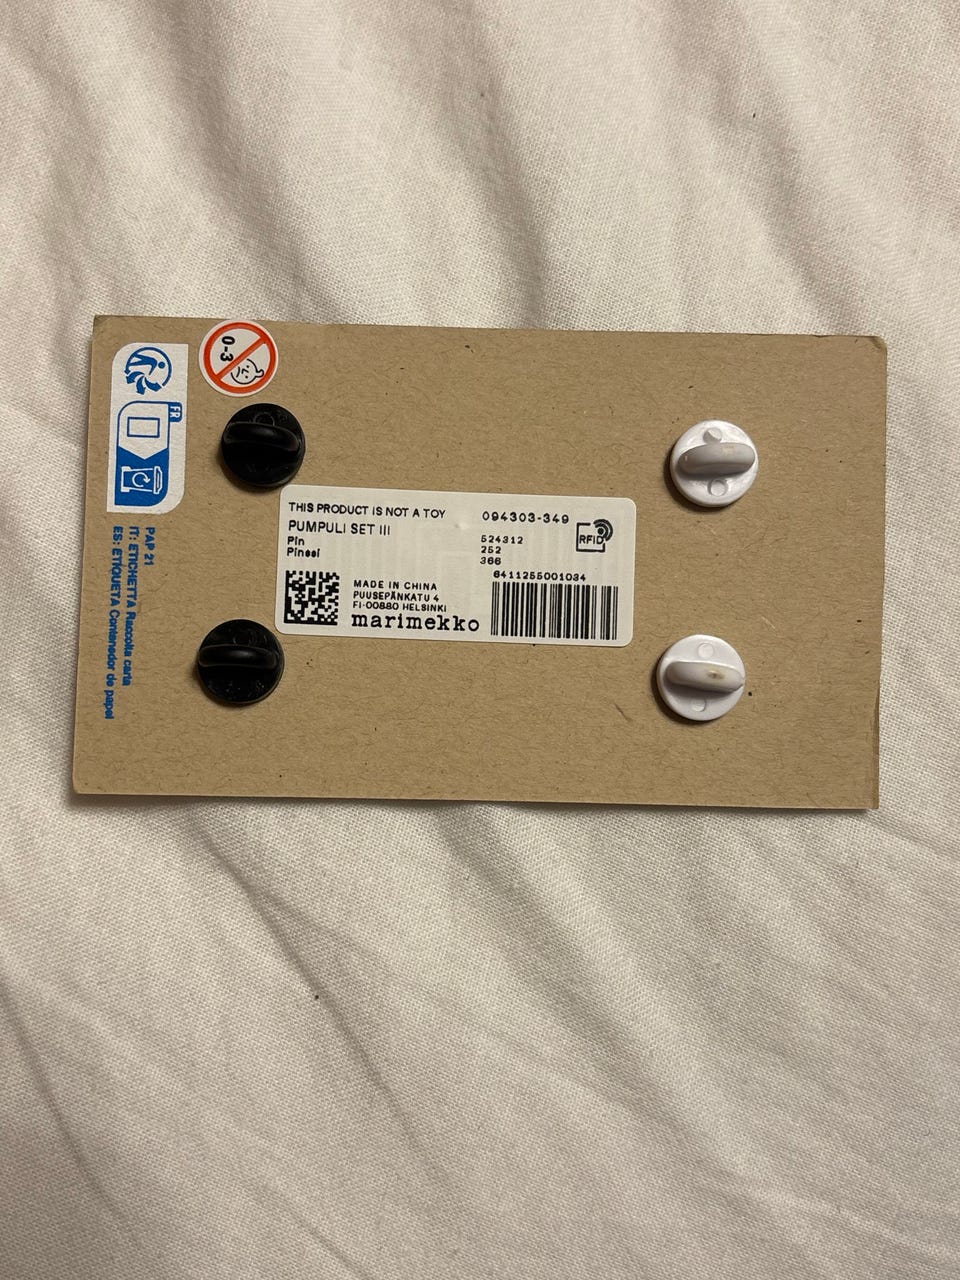 0-3
FR
PAP 21
IT: ETICHETTA Raccolta carta
ES: ETIQUETA Contenedor de papel
THIS PRODUCT IS NOT A TOY
PUMPULI SET III
Pin
Pinssi
094303-349
524312
252
366
RFID
6411255001034
MADE IN CHINA
PUUSEPÄNKATU 4
FI-00880 HELSINKI
marimekko